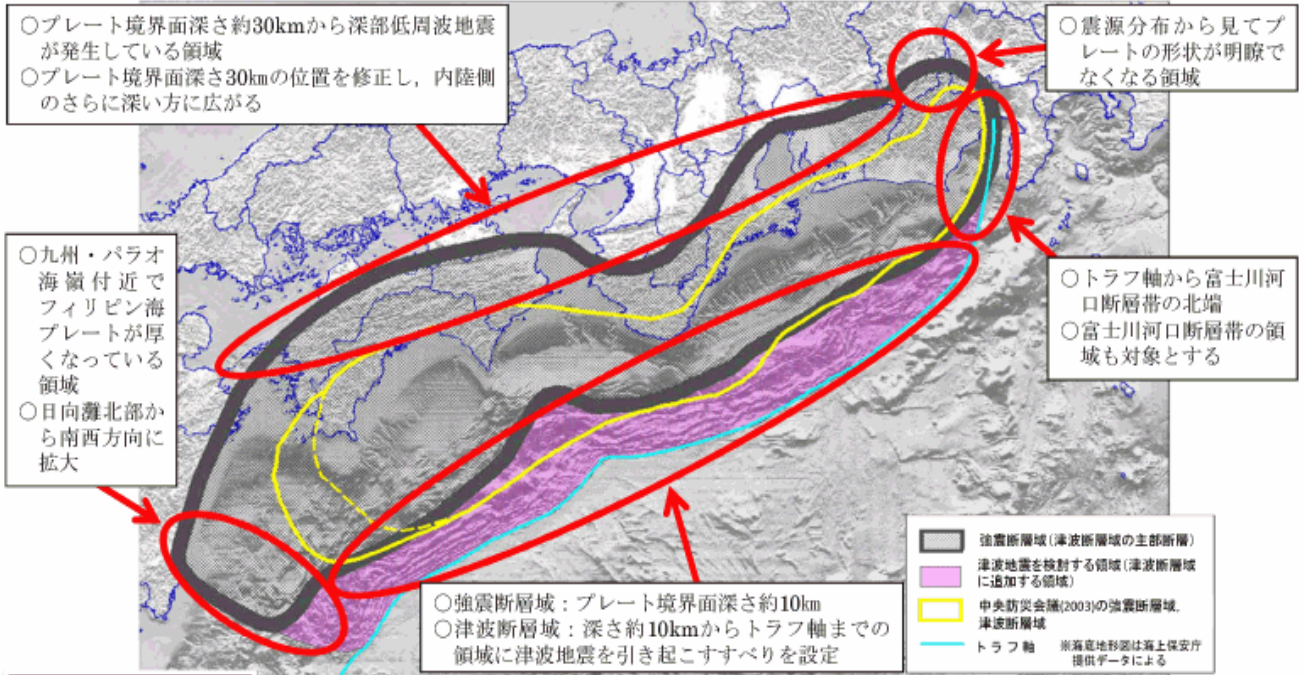 ○プレート境界面深さ約30kmから深部低周波地震
が発生している領域
○プレート境界面深さ30㎞の位置を修正し，内陸側
のさらに深い方に広がる
○震源分布から見てプ
レートの形状が明瞭で
なくなる領域
○九州・パラオ
海嶺付近で
フィリピン海
プレートが厚
くなっている
領域
○日向灘北部か
ら南西方向に
拡大
○トラフ軸から富士川河
口断層帯の北端
○富士川河口断層帯の領
域も対象とする
○強震断層域：プレート境界面深さ約10㎞
○津波断層域：深さ約10kmからトラフ軸までの
領域に津波地震を引き起こすすべりを設定
強震断層域(津波断層域の主部断層)
津波地震を検討する領域(津波断層域
に追加する領域)
中央防災会議(2003)の強震断層域,
津波断層域
トラフ軸
※海底地形図は海上保安庁
提供データによる